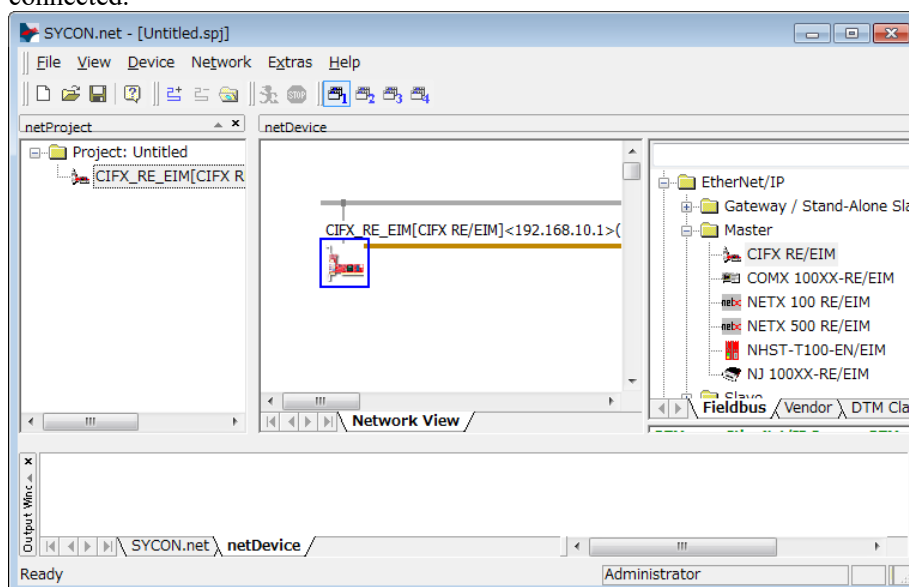 connected.
SYCON.net - [Untitled.spj]
File View Device Network Extras Help
netProject
netDevice
Project: Untitled
CIFX_RE_EIM[CIFX R
CIFX_RE_EIM[CIFX RE/EIM]<192.168.10.1>(
EtherNet/IP
Gateway / Stand-Alone Sla
Master
CIFX RE/EIM
COMX 100XX-RE/EIM
NETX 100 RE/EIM
NETX 500 RE/EIM
NHST-T100-EN/EIM
NJ 100XX-RE/EIM
Slave
Fieldbus Vendor DTM Cla
Network View
Output Winc
SYCON.net netDevice
Ready
Administrator